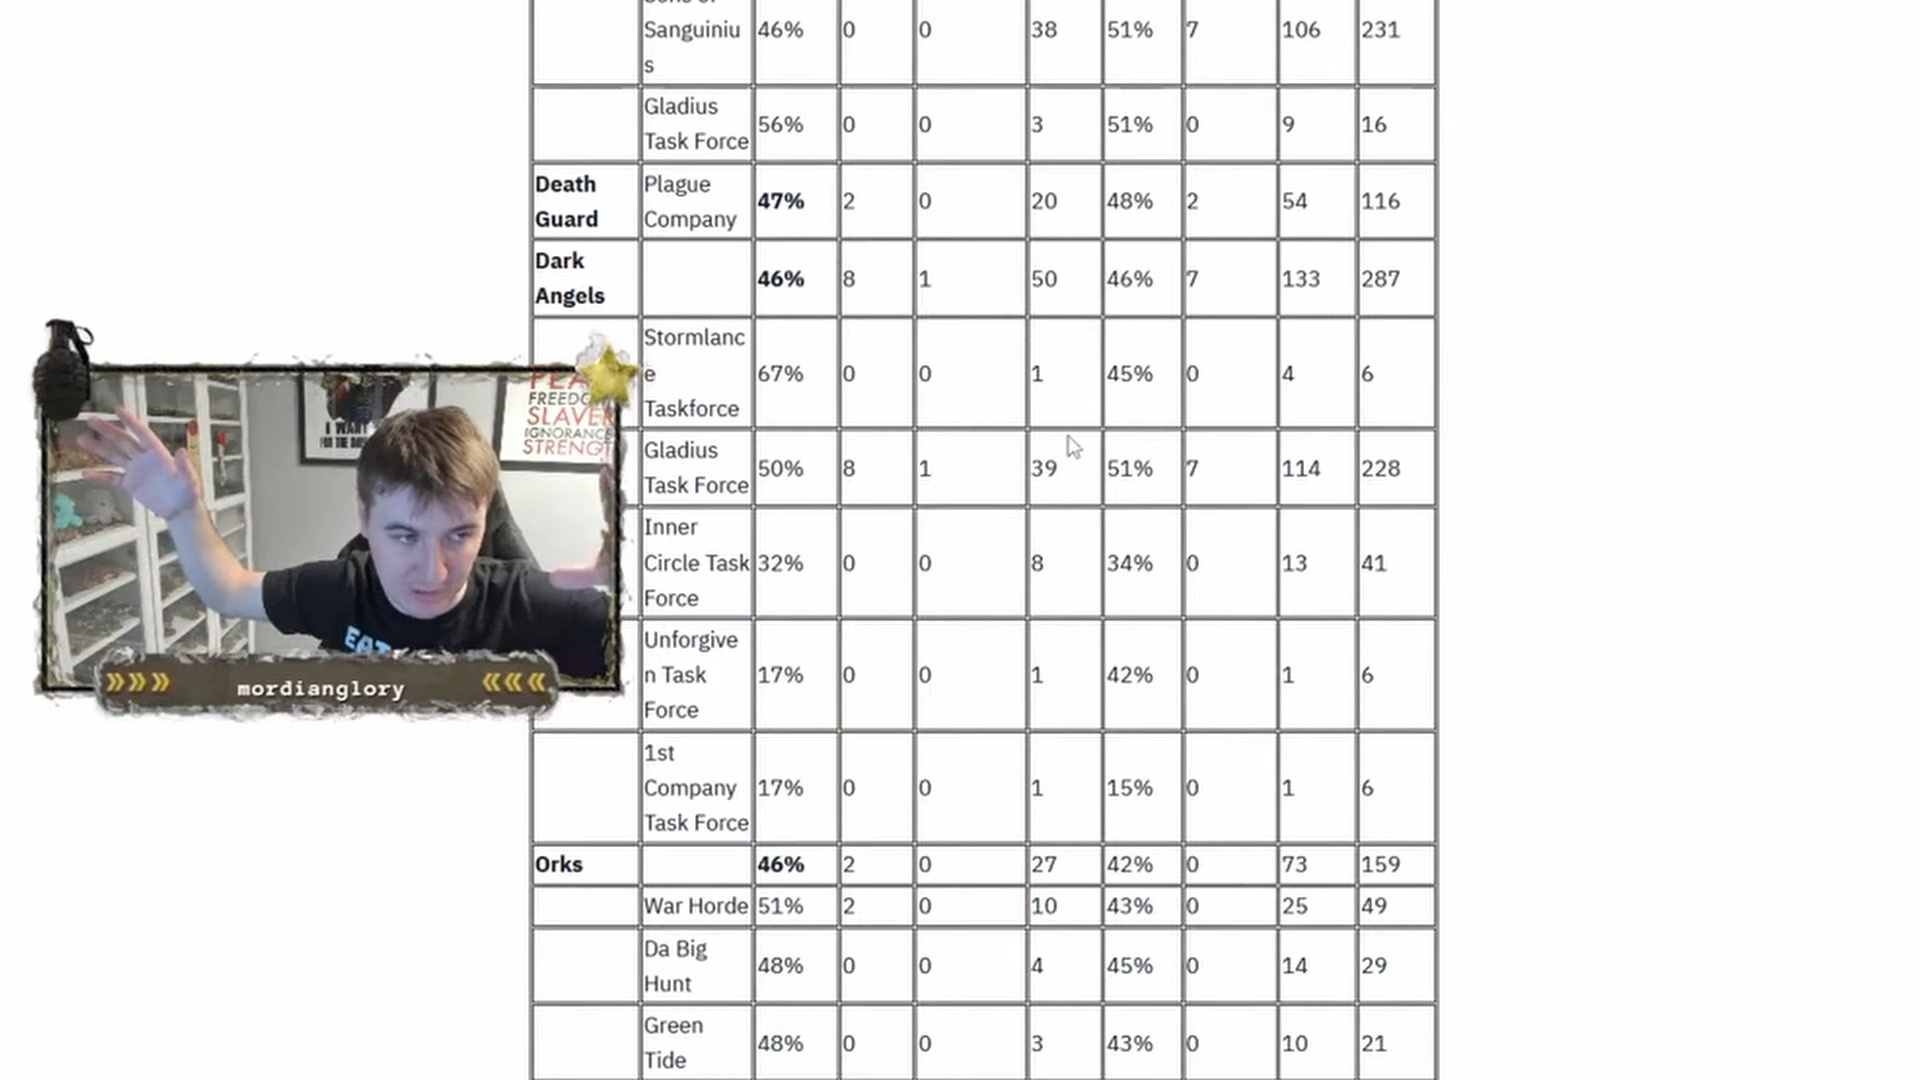 Sanguiniu
s
46%
0
0
38
51%
7
106
231
Gladius
Task Force
56%
0
0
3
51%
0
9
16
Death
Guard
Plague
Company
47%
2
0
20
48%
2
54
116
Dark
Angels
46%
8
1
50
46%
7
133
287
Stormlanc
e
Taskforce
67%
0
0
1
45%
0
4
6
Gladius
Task Force
50%
8
1
39
51%
7
114
228
Inner
Circle Task
Force
32%
0
0
8
34%
0
13
41
Unforgive
n Task
Force
17%
0
0
1
42%
0
1
6
1st
Company
Task Force
17%
0
0
1
15%
0
1
6
Orks
46%
2
0
27
42%
0
73
159
War Horde
51%
2
0
10
43%
0
25
49
Da Big
Hunt
48%
0
0
4
45%
0
14
29
Green
Tide
48%
0
0
3
43%
0
10
21
I WANT
SLAVER
IGNORANCE
EAT
»»» mordianglory «««